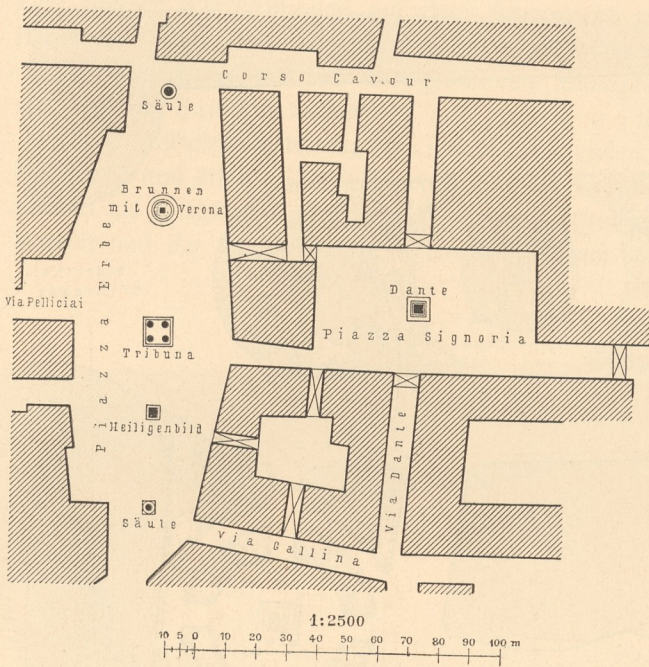 Corso Cavour
Säule
Brunnen
mit Verona
Piazza Erbe
Via Pelliciai
Dante
Piazza Signoria
Tribuna
Heiligenbild
Via Dante
Säule
Via Gallina
1:2500
10 5 0 10 20 30 40 50 60 70 80 90 100 m